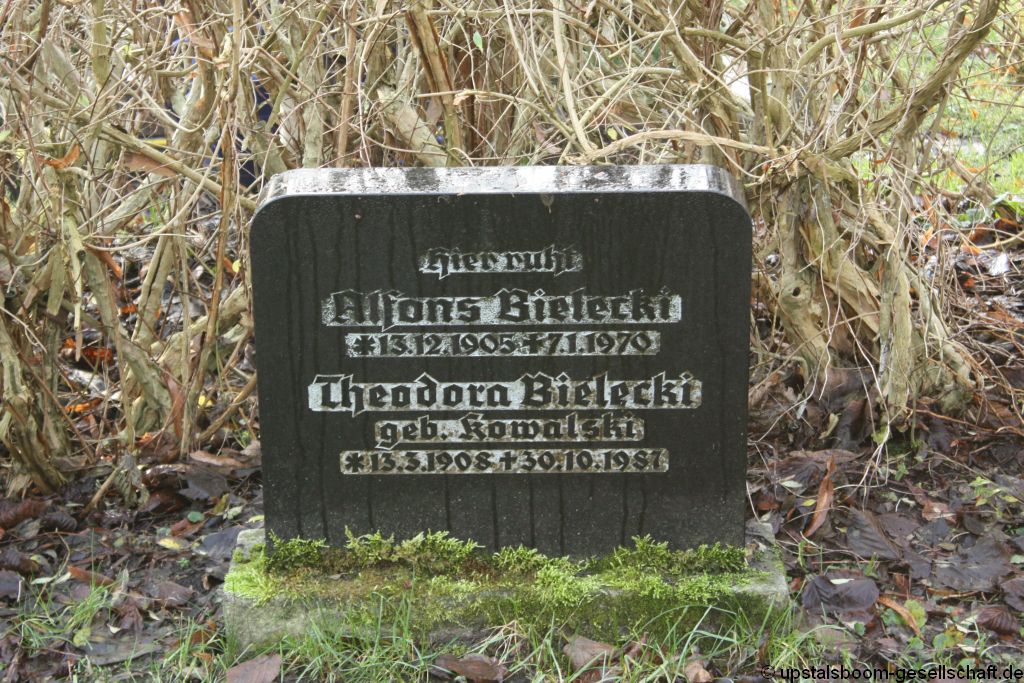 Hier ruht
Alfons Bielecki
* 13.12.1905 + 7.1.1970
Theodora Bielecki
geb. Kowalski
* 13.3.1908 + 30.10.1987
© upstalsboom-gesellschaft.de